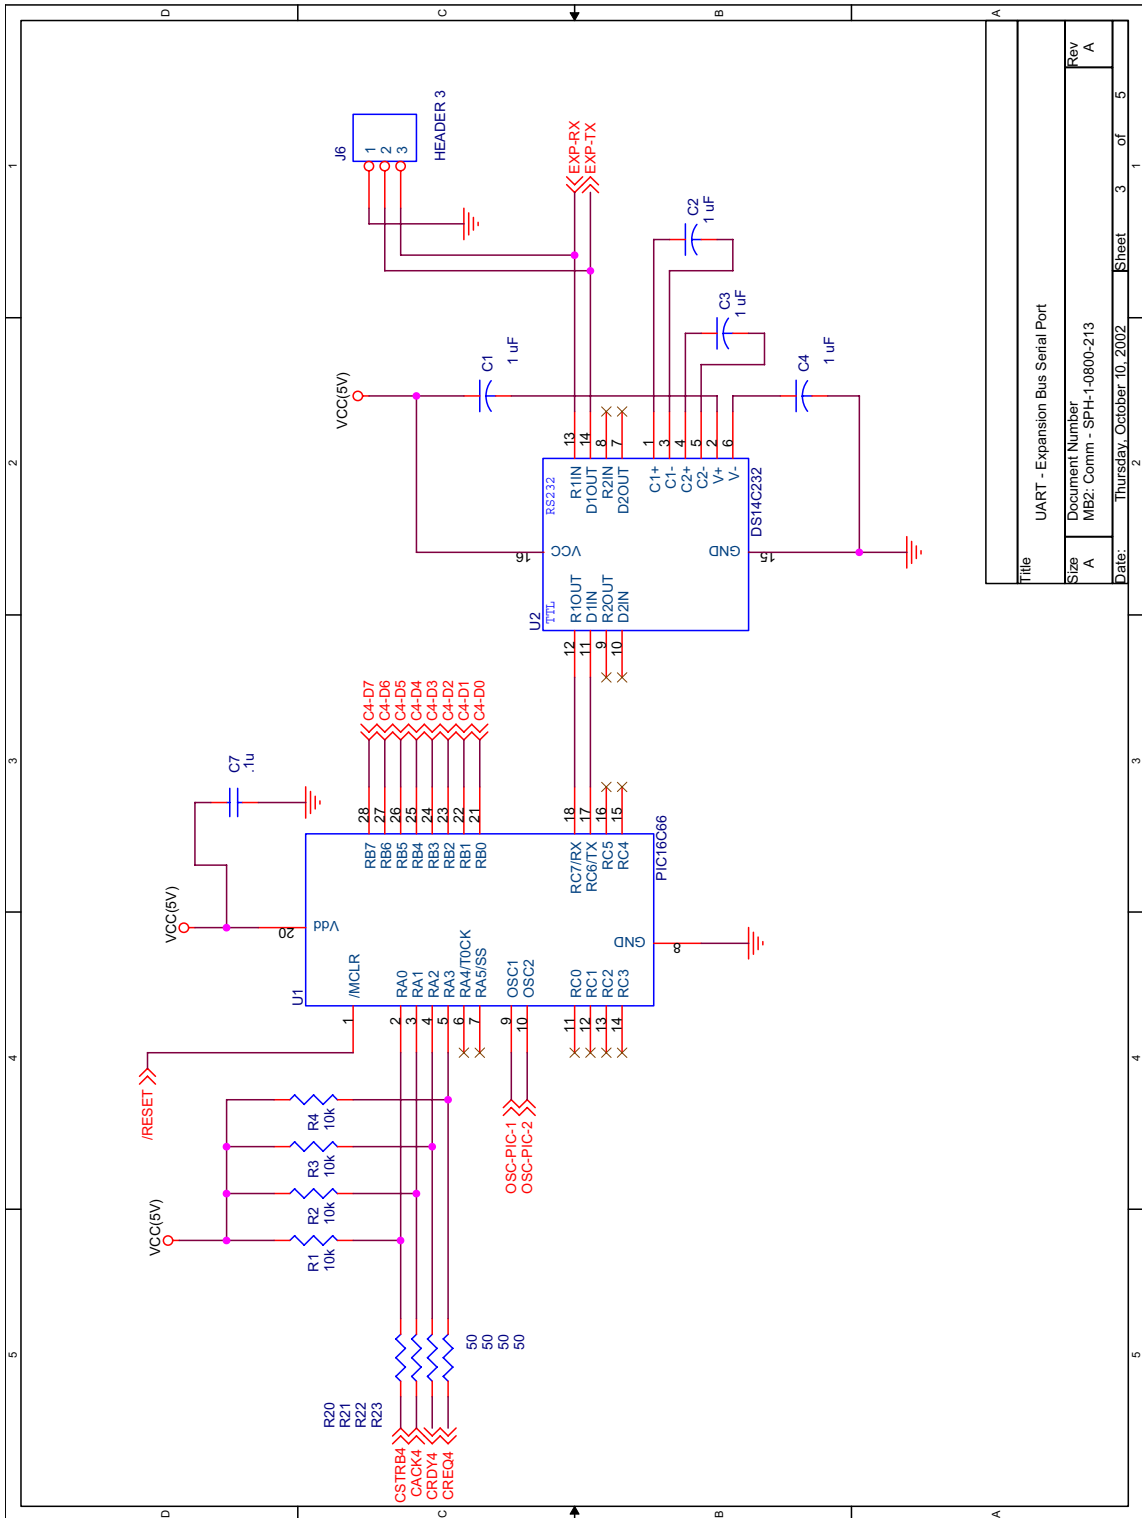 5
4
3
2
1
D
C
B
A
/RESET
VCC(5V)
R1
10k
R2
10k
R3
10k
R4
10k
R20
R21
R22
R23
50
50
50
50
CSTRB4
CACK4
CRDY4
CREQ4
OSC-PIC-1
OSC-PIC-2
VCC(5V)
C7
.1u
U1
20
Vdd
1
/MCLR
2
RA0
3
RA1
4
RA2
5
RA3
6
RA4/T0CK
7
RA5/SS
9
OSC1
10
OSC2
11
RC0
12
RC1
13
RC2
14
RC3
RB7
28
RB6
27
RB5
26
RB4
25
RB3
24
RB2
23
RB1
22
RB0
21
RC7/RX
18
RC6/TX
17
RC5
16
RC4
15
GND
8
PIC16C66
C4-D7
C4-D6
C4-D5
C4-D4
C4-D3
C4-D2
C4-D1
C4-D0
U2
TTL
RS232
16
VCC
12
R1OUT
11
D1IN
9
R2OUT
10
D2IN
R1IN
13
D1OUT
14
R2IN
8
D2OUT
7
C1+
1
C1-
3
C2+
4
C2-
5
V+
2
V-
6
GND
15
DS14C232
VCC(5V)
C1
1 uF
C2
1 uF
C3
1 uF
C4
1 uF
J6
1
2
3
HEADER 3
EXP-RX
EXP-TX
Title
UART - Expansion Bus Serial Port
Size
A
Document Number
MB2: Comm - SPH-1-0800-213
Rev
A
Date:
Thursday, October 10, 2002
Sheet
3
of
5
5
4
3
2
1
D
C
B
A